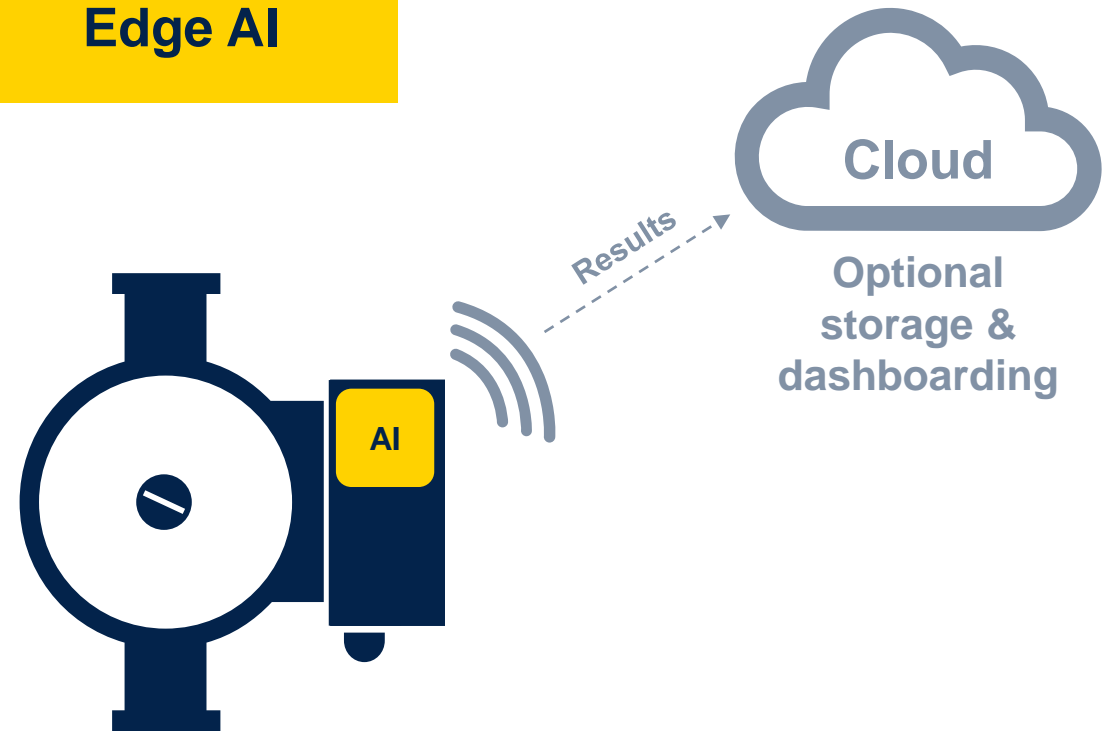 Edge AI
Cloud
Results
Optional
storage &
dashboarding
AI